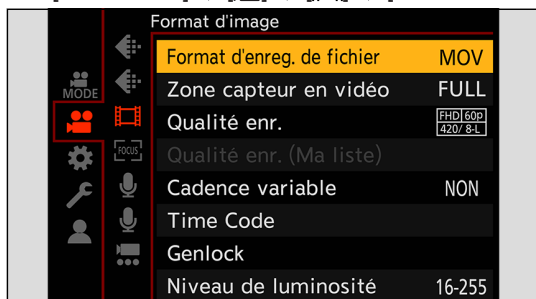 Format d'image
Format d'enreg. de fichier MOV
MODE
Zone capteur en vidéo FULL
Qualité enr. FHD 60p
420/ 8-L
FOCUS
Qualité enr. (Ma liste)
Cadence variable NON
Time Code
Genlock
Niveau de luminosité 16-255